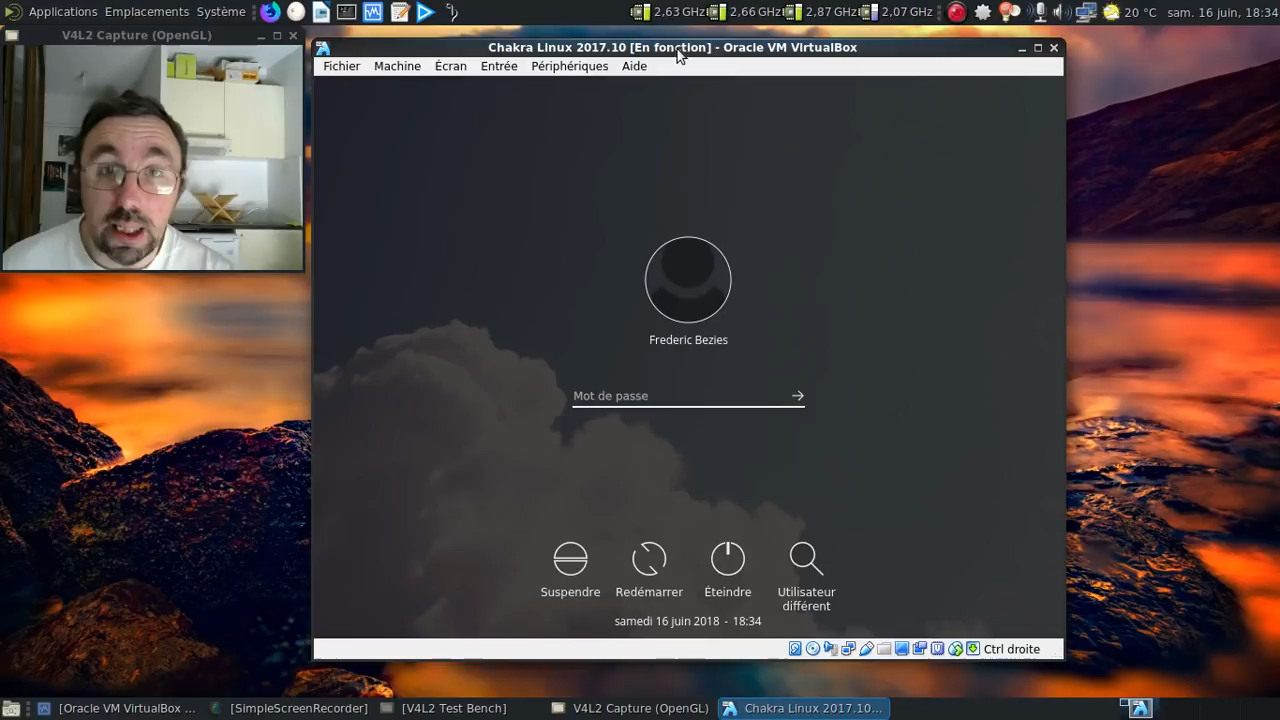 Applications Emplacements Système
2,63 GHz 2,66 GHz 2,87 GHz 2,07 GHz 20 °C sam. 16 juin, 18:34
V4L2 Capture (OpenGL)
Chakra Linux 2017.10 [En fonction] - Oracle VM VirtualBox
Fichier Machine Écran Entrée Périphériques Aide
Frederic Bezies
Mot de passe
Suspendre Redémarrer Éteindre Utilisateur
différent
samedi 16 juin 2018 - 18:34
Ctrl droite
[Oracle VM VirtualBox ... [SimpleScreenRecorder] [V4L2 Test Bench] V4L2 Capture (OpenGL) Chakra Linux 2017.10...